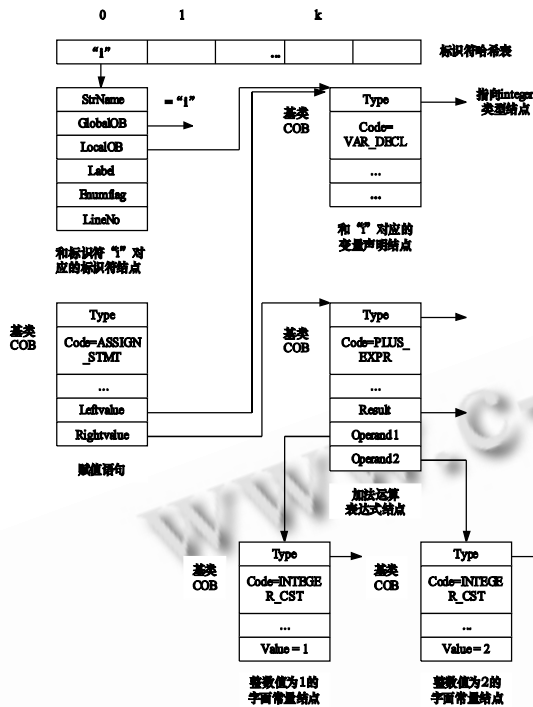 0 1 k
“i” ... 标识符哈希表
StrName
= “i”
GlobalOB
LocalOB
Label
Enumflag
LineNo
和标识符“i”对
应的标识符结点
基类
COB
Type
Code=
VAR_DECL
...
...
指向integer
类型结点
和“i”对应的
变量声明结点
基类
COB
Type
Code=ASSIGN
_STMT
...
Leftvalue
Rightvalue
赋值语句
基类
COB
Type
Code=PLUS_
EXPR
...
Result
Operand1
Operand2
加法运算
表达式结点
基类
COB
Type
Code=INTEGE
R_CST
...
Value = 1
整数值为1的
字面常量结点
基类
COB
Type
Code=INTEGE
R_CST
...
Value = 2
整数值为2的
字面常量结点